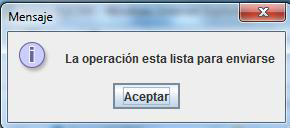 Mensaje
La operación esta lista para enviarse
Aceptar